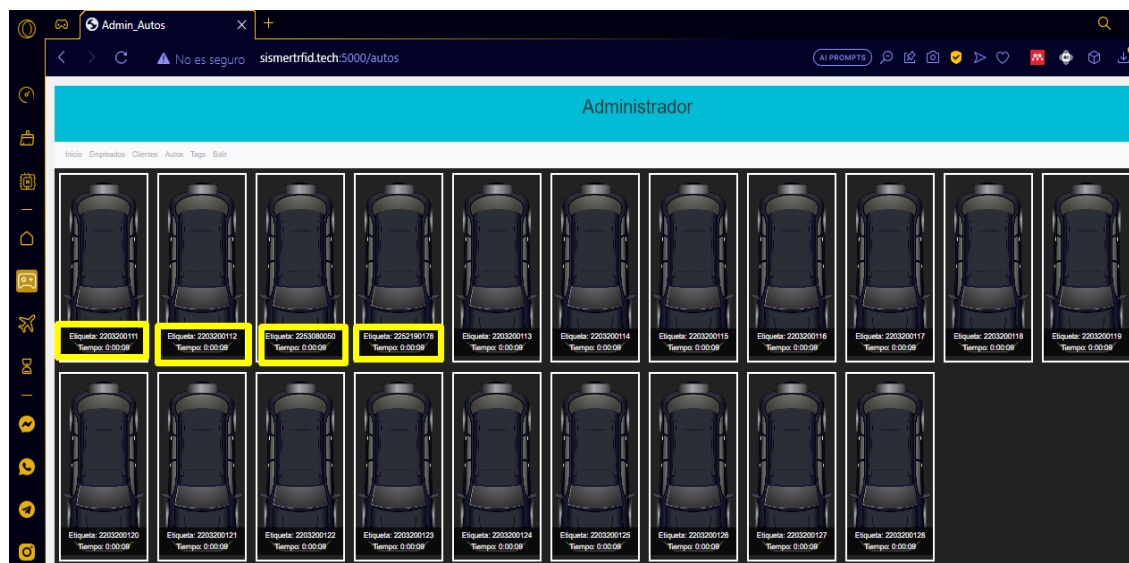 Admin_Autos
No es seguro sismertrfid.tech:5000/autos AI PROMPTS
Administrador
Inicio Empleados Clientes Autos Tags Salir
Etiqueta: 2203200111
Tiempo: 0:00:09
Etiqueta: 2203200112
Tiempo: 0:00:09
Etiqueta: 2253080050
Tiempo: 0:00:09
Etiqueta: 2252190176
Tiempo: 0:00:09
Etiqueta: 2203200113
Tiempo: 0:00:09
Etiqueta: 2203200114
Tiempo: 0:00:09
Etiqueta: 2203200115
Tiempo: 0:00:09
Etiqueta: 2203200116
Tiempo: 0:00:09
Etiqueta: 2203200117
Tiempo: 0:00:09
Etiqueta: 2203200118
Tiempo: 0:00:09
Etiqueta: 2203200119
Tiempo: 0:00:09
Etiqueta: 2203200120
Tiempo: 0:00:09
Etiqueta: 2203200121
Tiempo: 0:00:09
Etiqueta: 2203200122
Tiempo: 0:00:09
Etiqueta: 2203200123
Tiempo: 0:00:09
Etiqueta: 2203200124
Tiempo: 0:00:09
Etiqueta: 2203200125
Tiempo: 0:00:09
Etiqueta: 2203200126
Tiempo: 0:00:09
Etiqueta: 2203200127
Tiempo: 0:00:09
Etiqueta: 2203200128
Tiempo: 0:00:09